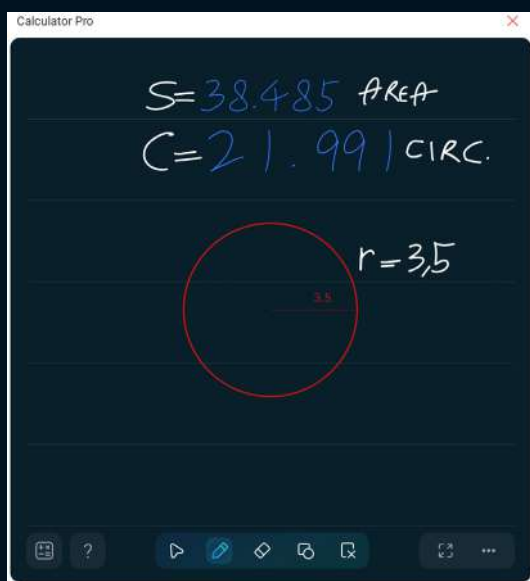 Calculator Pro
S=38.485 AREA
C=21.991 CIRC.
r=3,5
3.5
?